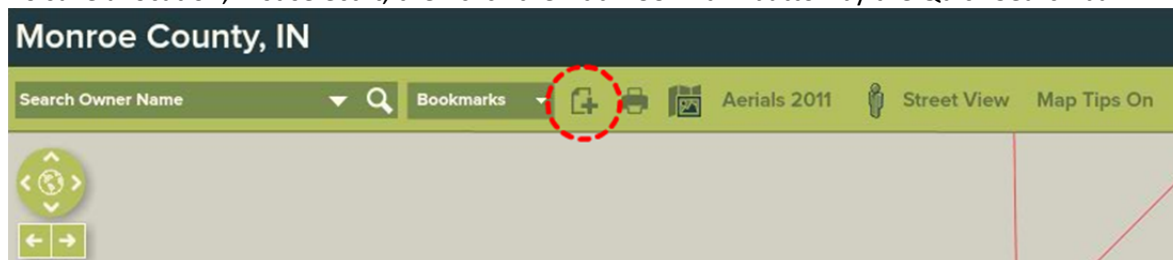 Monroe County, IN
Search Owner Name Bookmarks Aerials 2011 Street View Map Tips On